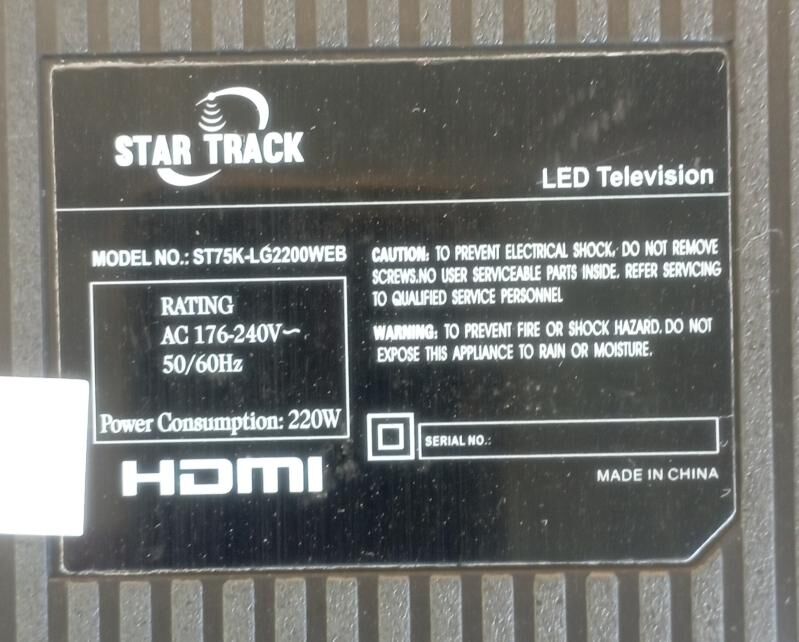 STAR TRACK
LED Television
MODEL NO.: ST75K-LG2200WEB
RATING
AC 176-240V~
50/60Hz
Power Consumption: 220W
HDMI
CAUTION: TO PREVENT ELECTRICAL SHOCK, DO NOT REMOVE
SCREWS.NO USER SERVICEABLE PARTS INSIDE. REFER SERVICING
TO QUALIFIED SERVICE PERSONNEL
WARNING: TO PREVENT FIRE OR SHOCK HAZARD, DO NOT
EXPOSE THIS APPLIANCE TO RAIN OR MOISTURE.
SERIAL NO.:
MADE IN CHINA